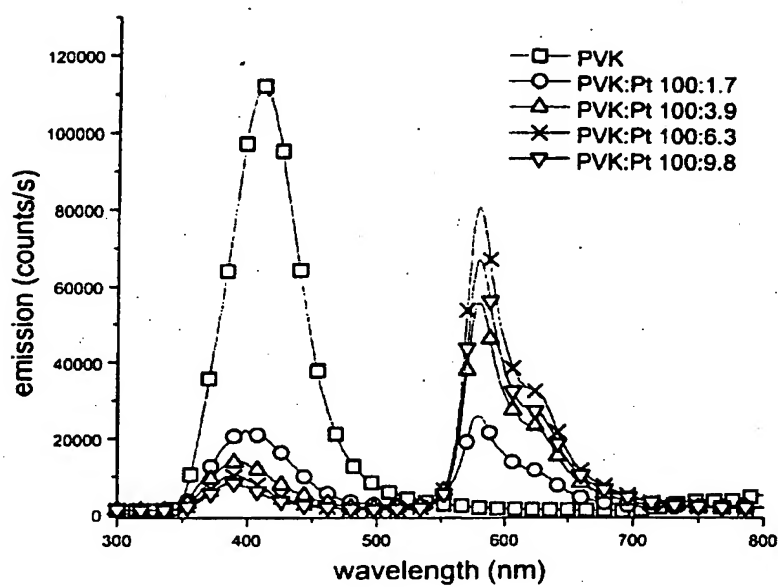 120000
100000
80000
60000
40000
20000
0
emission (counts/s)
300
400
500
600
700
800
wavelength (nm)
PVK
PVK:Pt 100:1.7
PVK:Pt 100:3.9
PVK:Pt 100:6.3
PVK:Pt 100:9.8